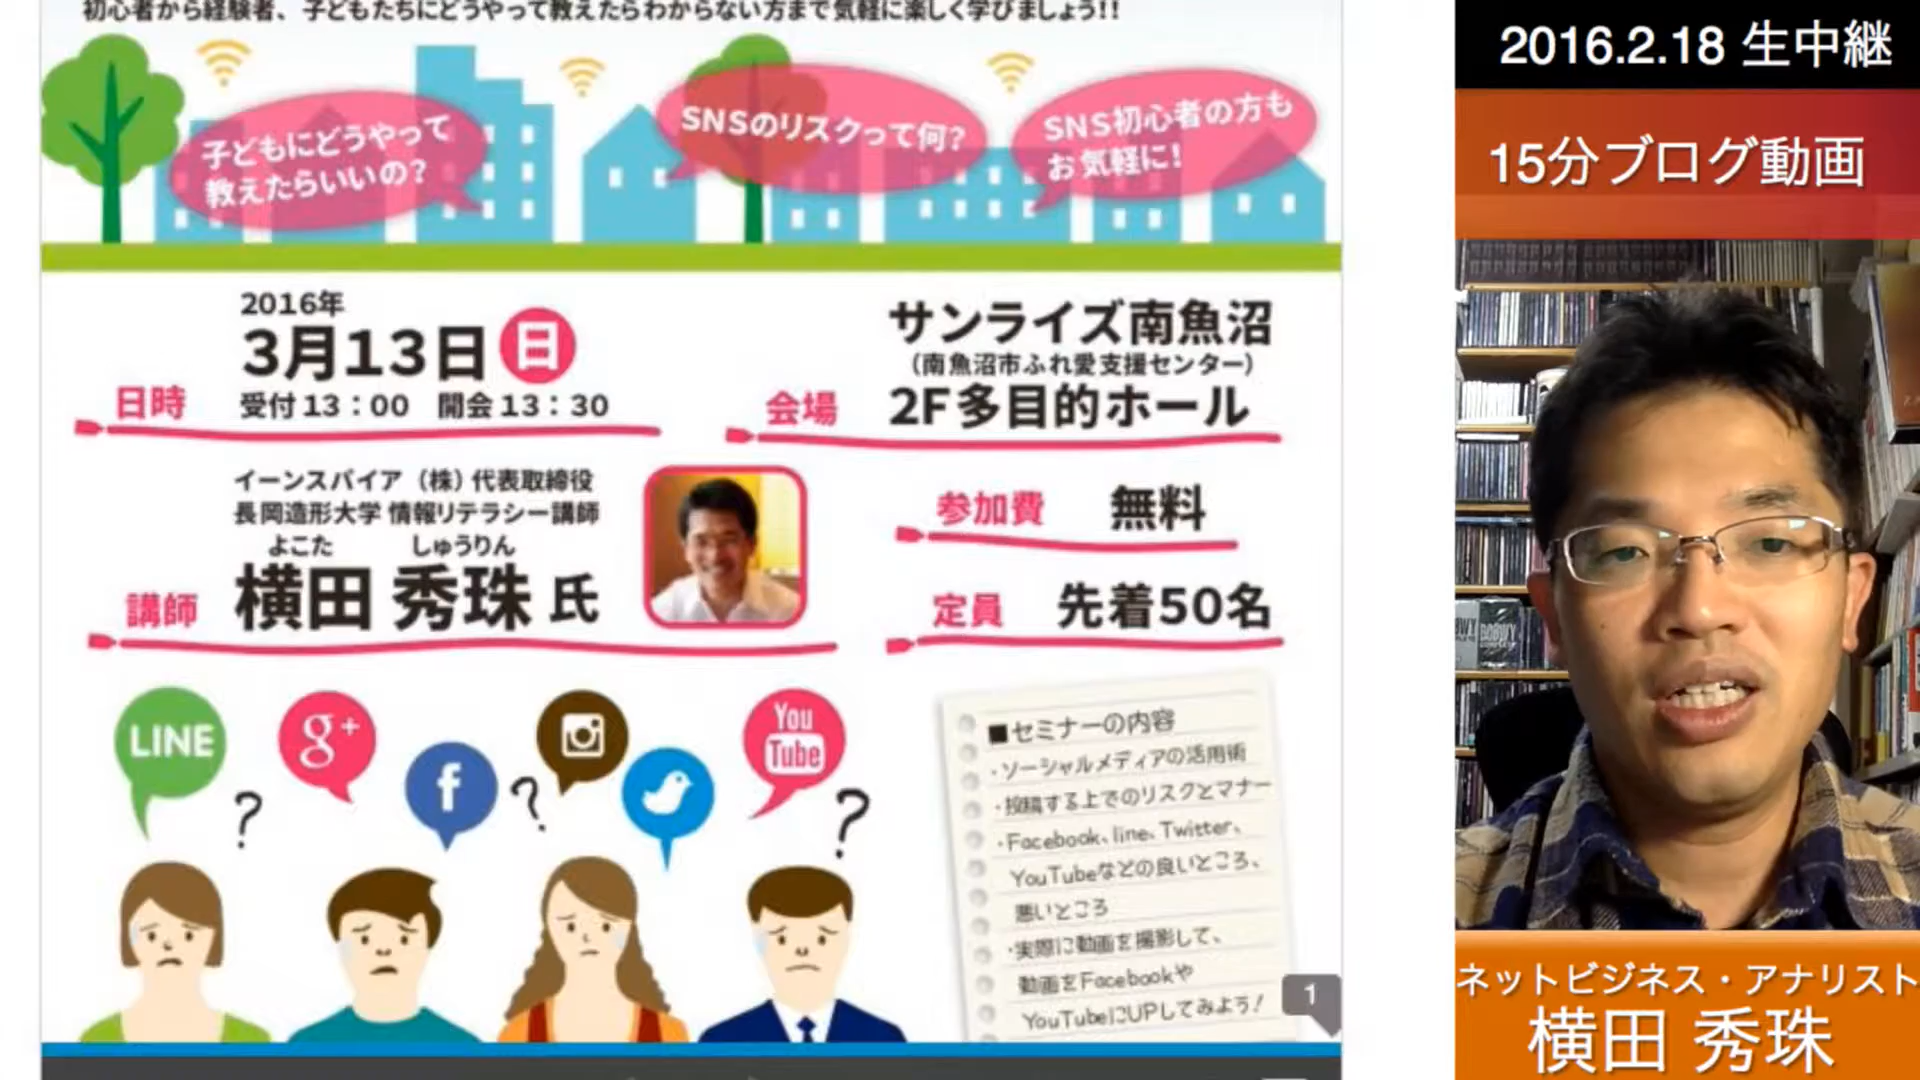 初心者から経験者、子どもたちにどうやって教えたらわからない方まで気軽に楽しく学びましょう!!
子どもにどうやって
教えたらいいの?
SNSのリスクって何?
SNS初心者の方も
お気軽に!
2016年
3月13日 日
日時 受付 13:00 開会 13:30
サンライズ南魚沼
(南魚沼市ふれ愛支援センター)
会場 2F多目的ホール
イーンスパイア(株)代表取締役
長岡造形大学 情報リテラシー講師
よこた しゅうりん
講師 横田 秀珠 氏
参加費 無料
定員 先着50名
LINE
g+
f
You
Tube
? ? ?
■セミナーの内容
・ソーシャルメディアの活用術
・投稿する上でのリスクとマナー
・Facebook、line、Twitter、
YouTubeなどの良いところ、
悪いところ
・実際に動画を撮影して、
動画をFacebookや
YouTubeにUPしてみよう!
1
2016.2.18 生中継
15分ブログ動画
BOØWY
ネットビジネス・アナリスト
横田 秀珠